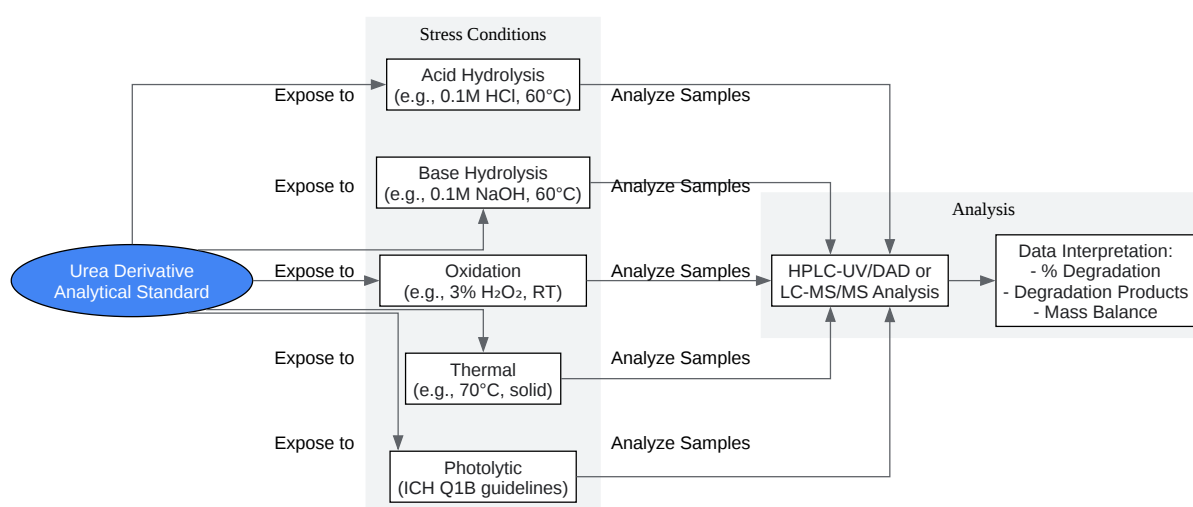 Stress Conditions
Expose to
Acid Hydrolysis
(e.g., 0.1M HCl, 60°C)
Analyze Samples
Expose to
Base Hydrolysis
(e.g., 0.1M NaOH, 60°C)
Analyze Samples
Analysis
Urea Derivative
Analytical Standard
Expose to
Oxidation
(e.g., 3% H₂O₂, RT)
Analyze Samples
HPLC-UV/DAD or
LC-MS/MS Analysis
Data Interpretation:
- % Degradation
- Degradation Products
- Mass Balance
Expose to
Thermal
(e.g., 70°C, solid)
Analyze Samples
Expose to
Photolytic
(ICH Q1B guidelines)
Analyze Samples